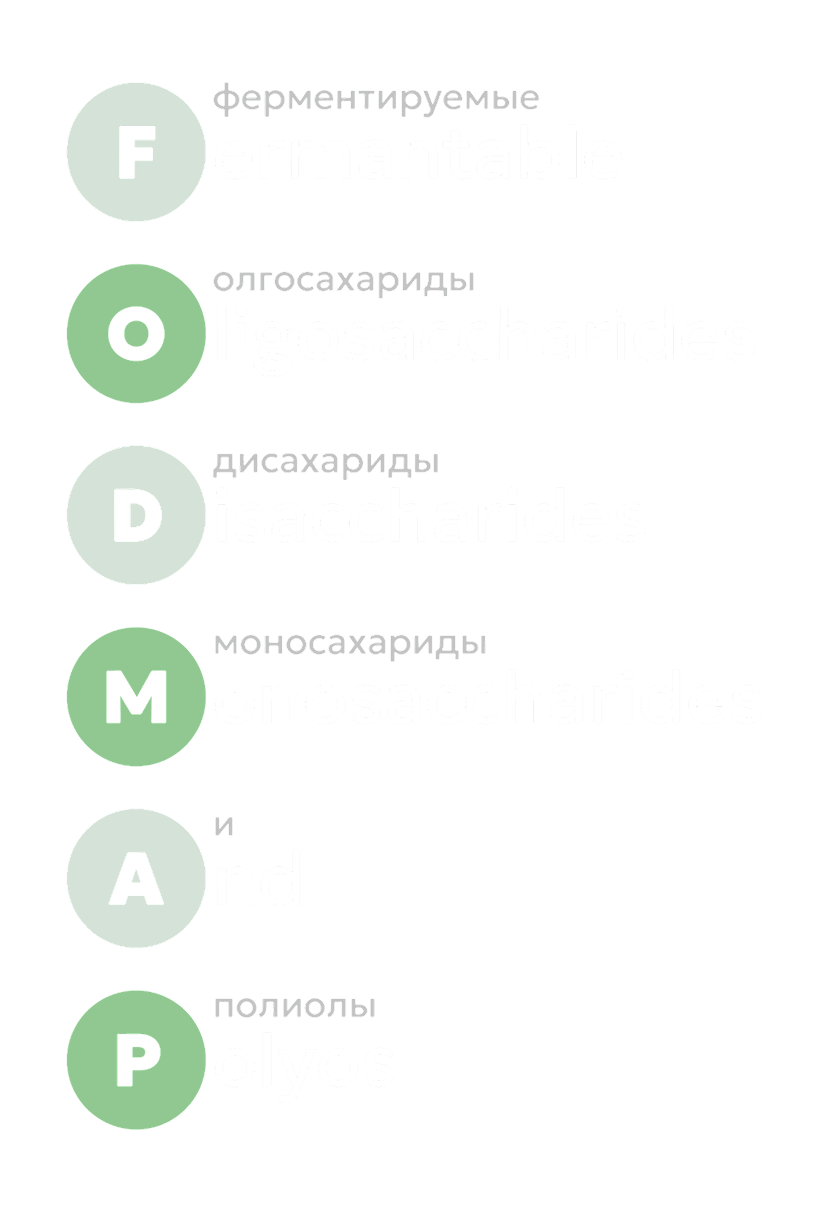 ферментируемые
F ermentable
олгосахариды
O ligosaccharides
дисахариды
D isaccharides
моносахариды
M onosaccharides
и
A nd
полиолы
P olyols